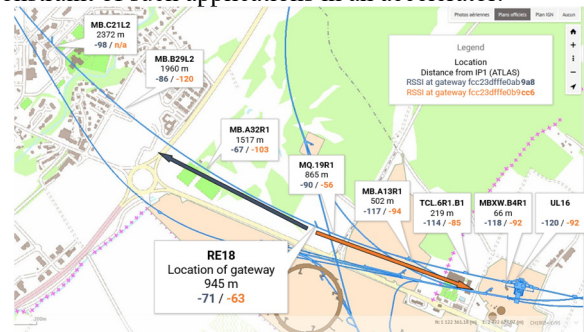 Photos aériennes
Plans officiels
Plan IGN
Aucun
MB.C21L2
2372 m
-98 / n/a
MB.B29L2
1960 m
-86 / -120
Legend
Location
Distance from IP1 (ATLAS)
RSSI at gateway fcc23dfffe0ab9a8
RSSI at gateway fcc23dfffe0b9cc6
MB.A32R1
1517 m
-67 / -103
MQ.19R1
865 m
-90 / -56
MB.A13R1
502 m
-117 / -94
TCL.6R1.B1
219 m
-114 / -85
MBXW.B4R1
66 m
-118 / -92
UL16
-120 / -92
RE18
Location of gateway
945 m
-71 / -63
200m